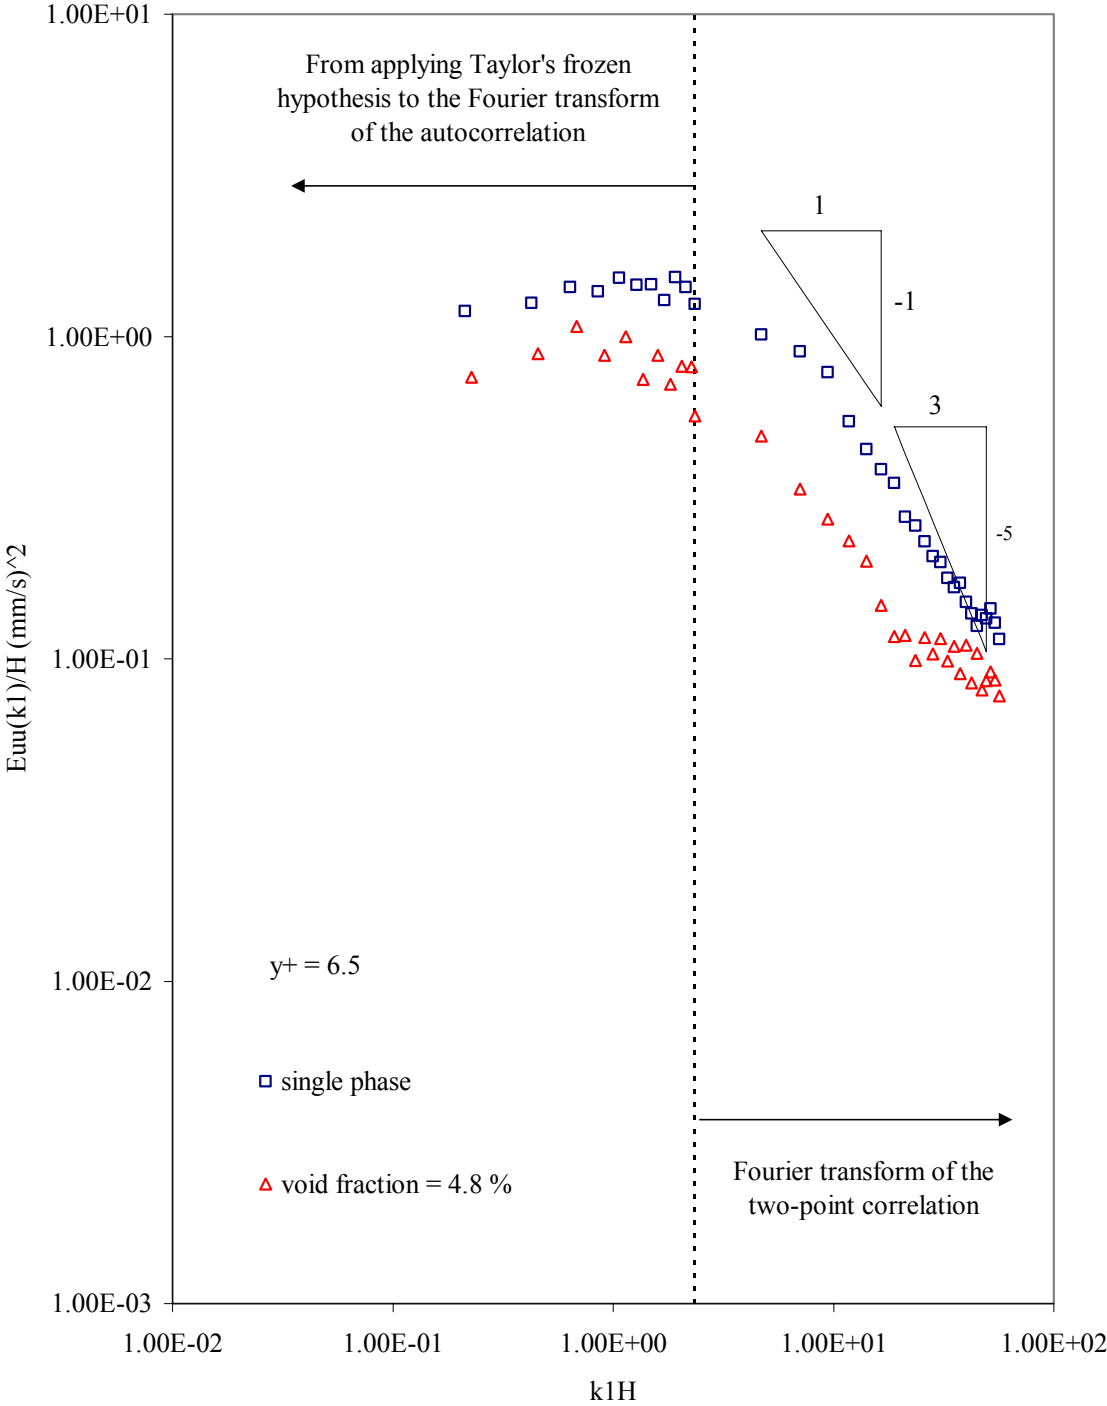 1.00E+01
From applying Taylor's frozen
hypothesis to the Fourier transform
of the autocorrelation
1
-1
1.00E+00
3
-5
Euu(k1)/H (mm/s)^2
1.00E-01
y+ = 6.5
1.00E-02
single phase
void fraction = 4.8 %
Fourier transform of the
two-point correlation
1.00E-03
1.00E-02 1.00E-01 1.00E+00 1.00E+01 1.00E+02
k1H